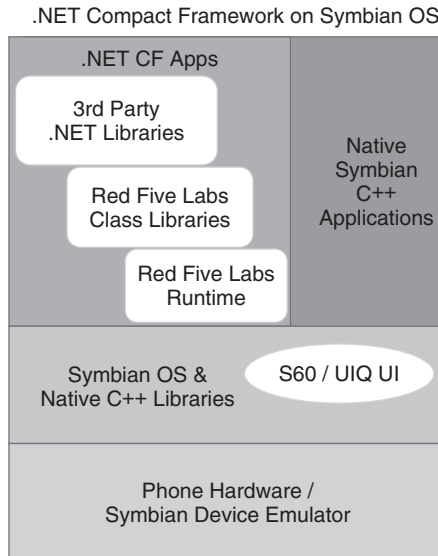 .NET Compact Framework on Symbian OS
.NET CF Apps
3rd Party
.NET Libraries
Red Five Labs
Class Libraries
Red Five Labs
Runtime
Native
Symbian
C++
Applications
Symbian OS &
Native C++ Libraries
S60 / UIQ UI
Phone Hardware /
Symbian Device Emulator